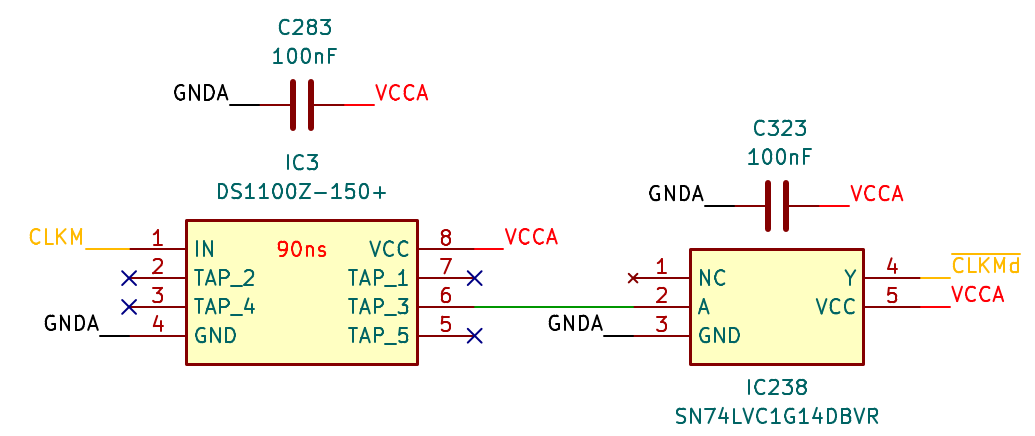 C283
100nF
GNDA VCCA
IC3
DS1100Z-150+
CLKM 1 IN 90ns VCC 8 VCCA
2 TAP_2 TAP_1 7
3 TAP_4 TAP_3 6
GNDA 4 GND TAP_5 5
C323
100nF
GNDA VCCA
1 NC Y 4 CLKMd
2 A VCC 5 VCCA
GNDA 3 GND
IC238
SN74LVC1G14DBVR